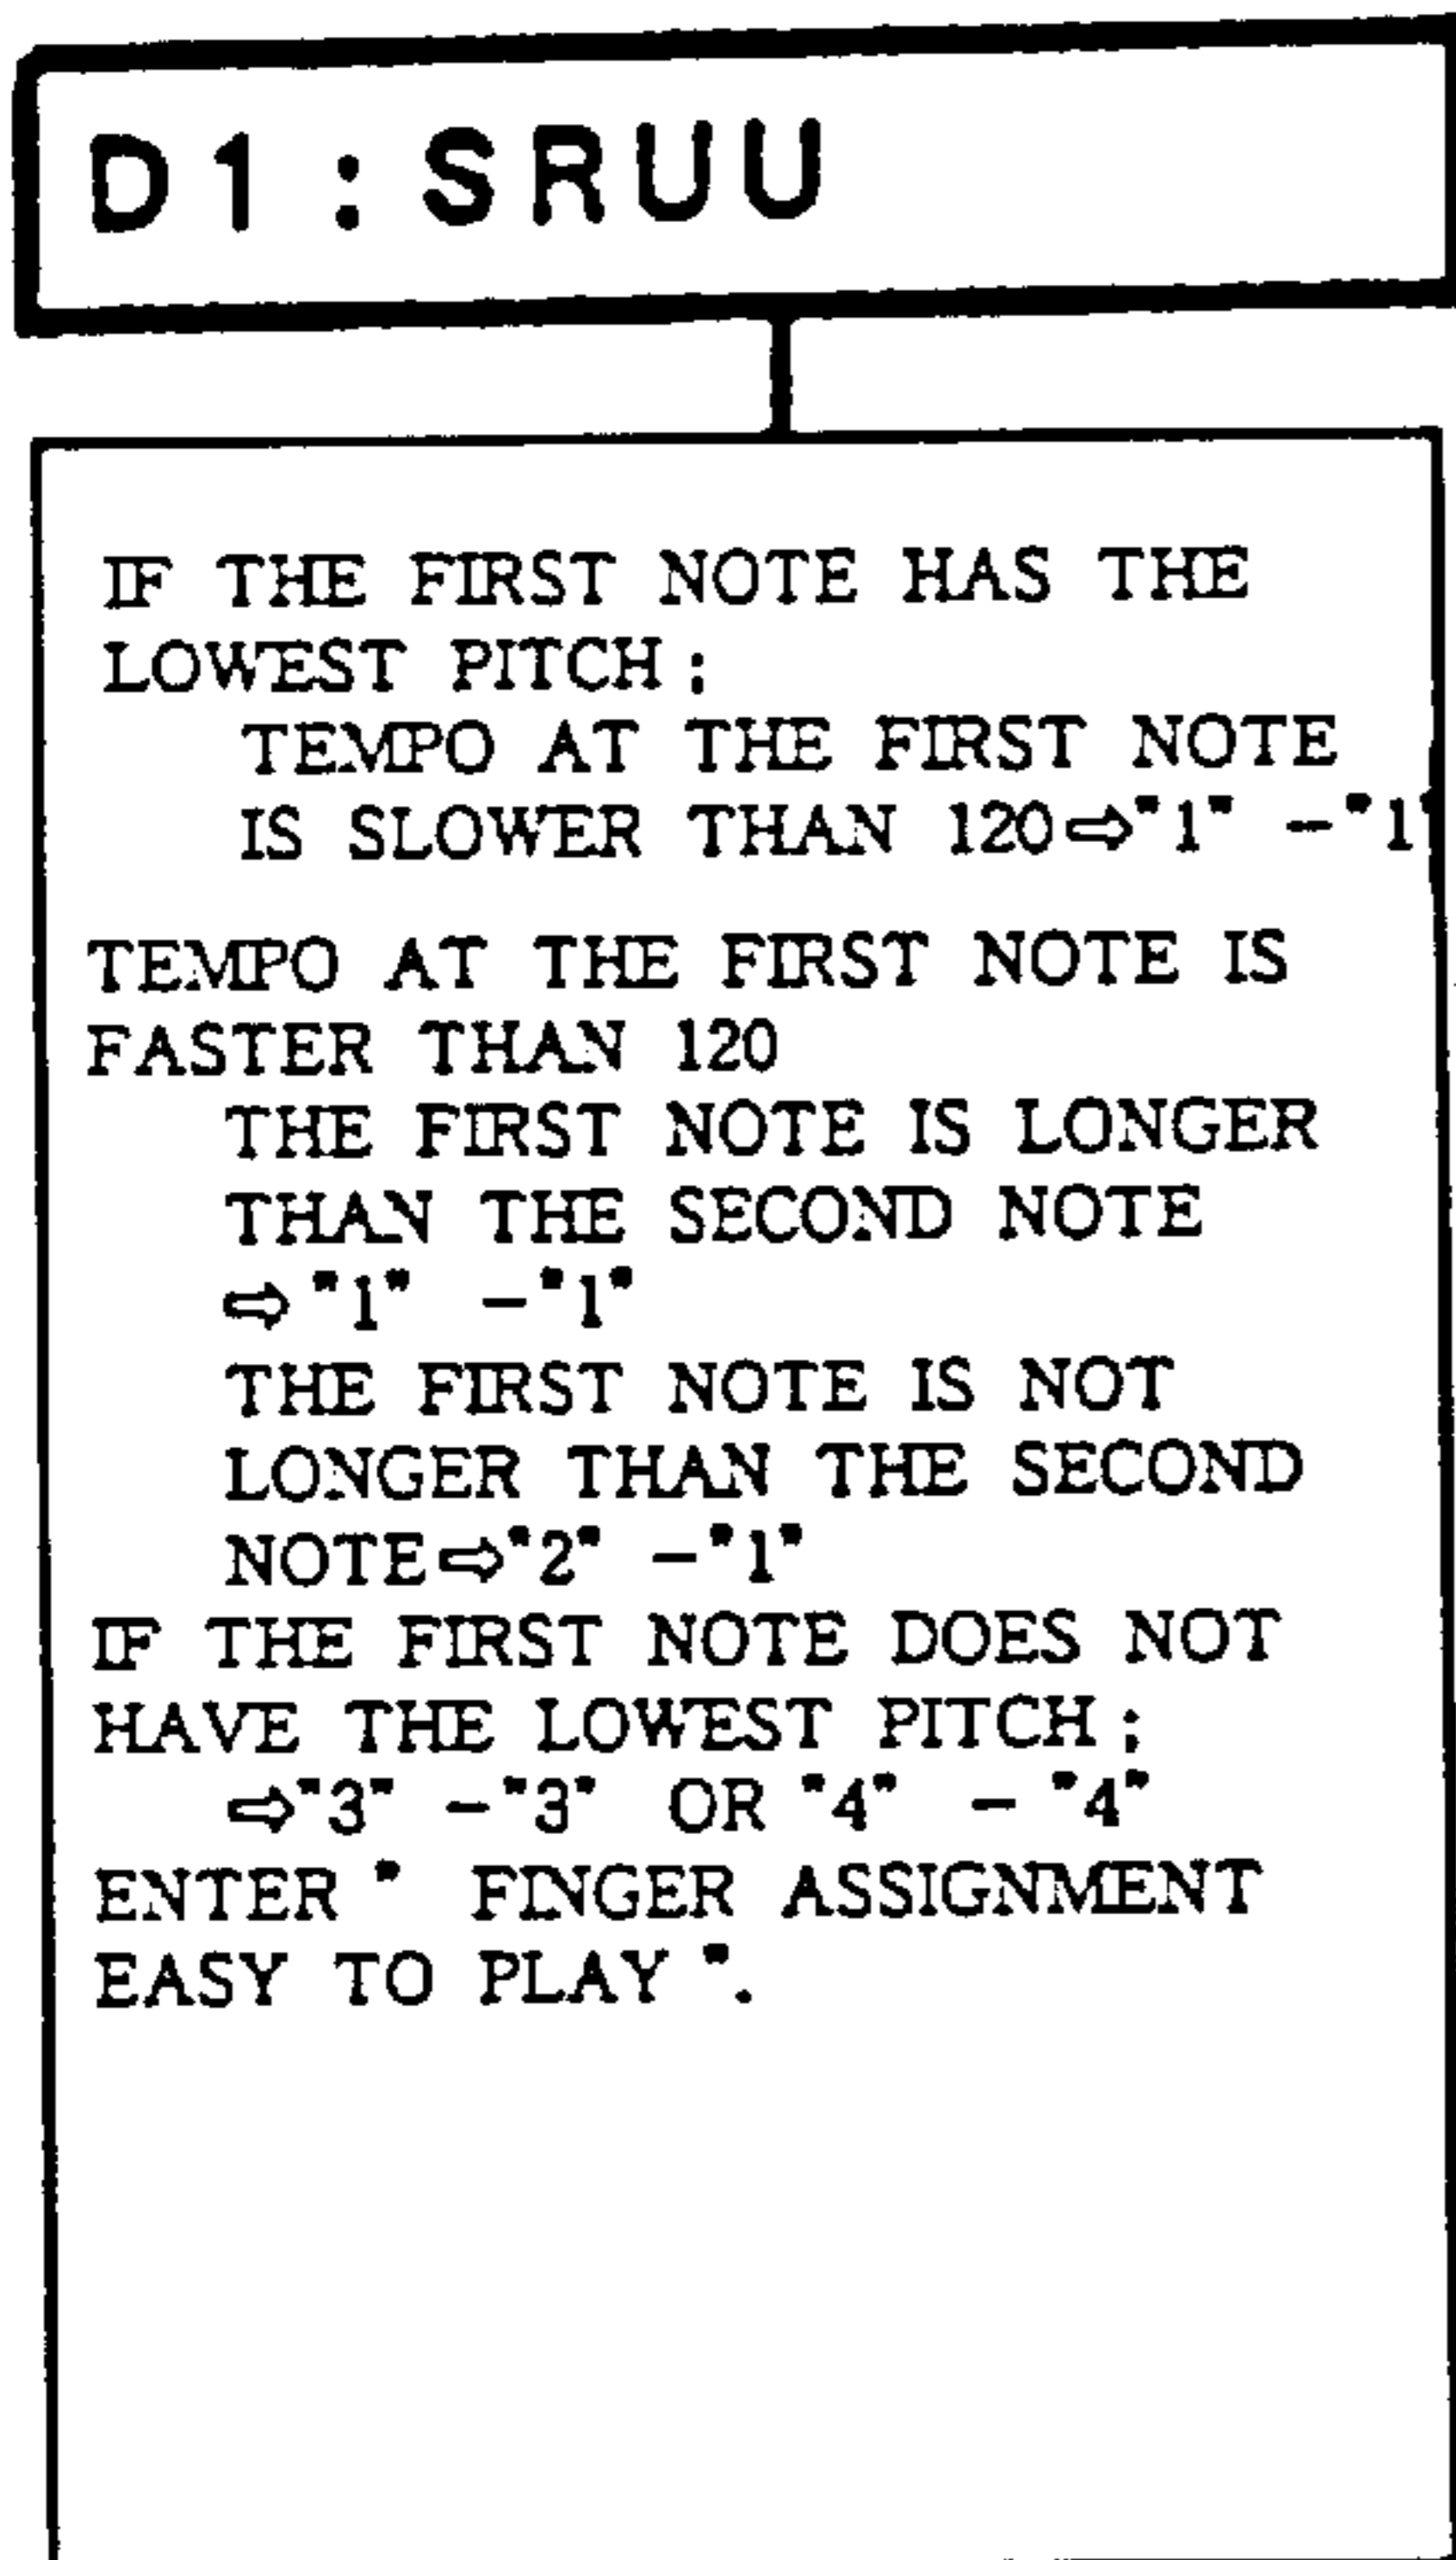 D1:SRUU
IF THE FIRST NOTE HAS THE
LOWEST PITCH;
TEMPO AT THE FIRST NOTE
IS SLOWER THAN 120⇨"1" -"1"
TEMPO AT THE FIRST NOTE IS
FASTER THAN 120
THE FIRST NOTE IS LONGER
THAN THE SECOND NOTE
⇨"1" -"1"
THE FIRST NOTE IS NOT
LONGER THAN THE SECOND
NOTE⇨"2" -"1"
IF THE FIRST NOTE DOES NOT
HAVE THE LOWEST PITCH;
⇨"3" -"3" OR "4" - "4"
ENTER " FINGER ASSIGNMENT
EASY TO PLAY ".